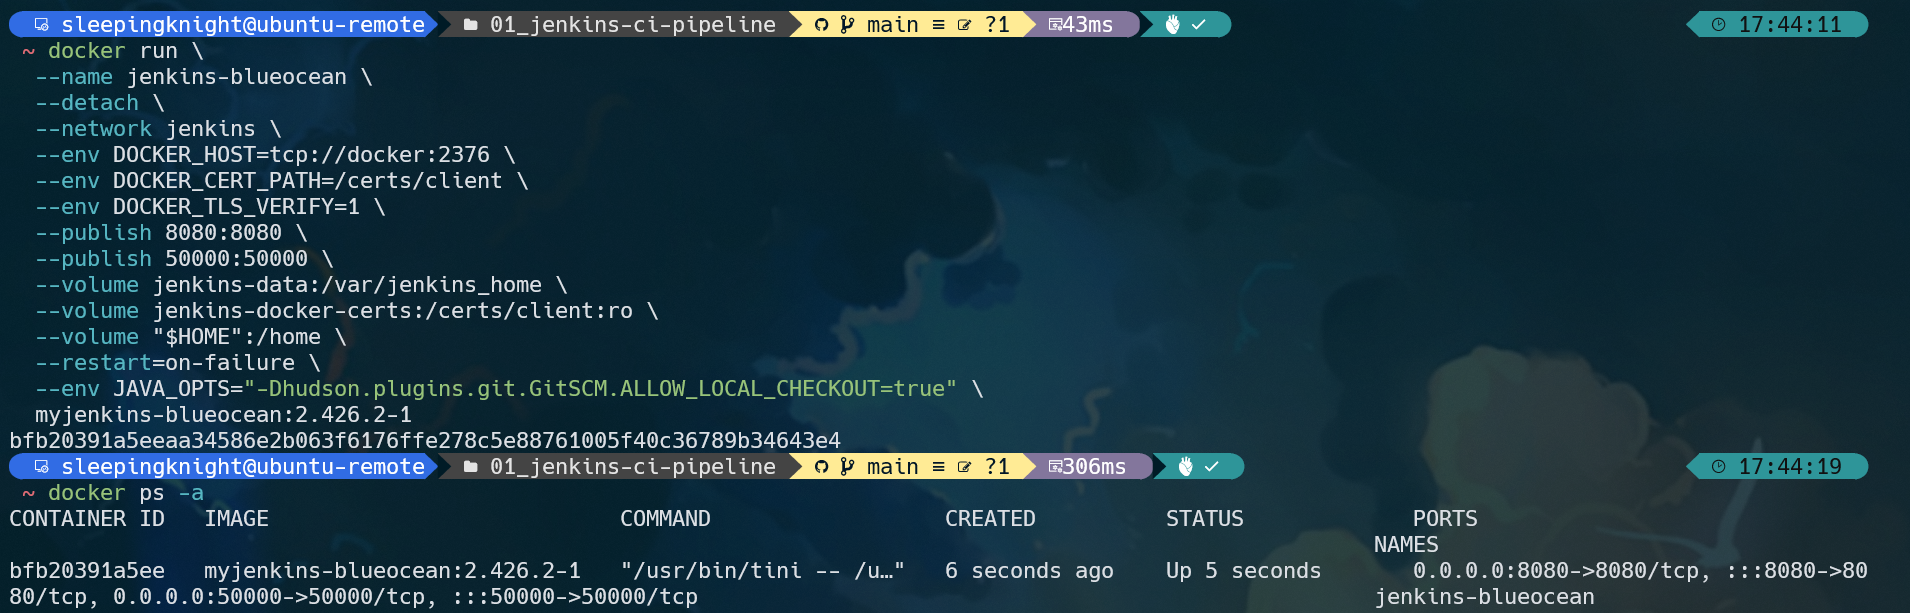 sleepingknight@ubuntu-remote 01_jenkins-ci-pipeline main ≡ ?1 43ms ✓ 17:44:11
~ docker run \
--name jenkins-blueocean \
--detach \
--network jenkins \
--env DOCKER_HOST=tcp://docker:2376 \
--env DOCKER_CERT_PATH=/certs/client \
--env DOCKER_TLS_VERIFY=1 \
--publish 8080:8080 \
--publish 50000:50000 \
--volume jenkins-data:/var/jenkins_home \
--volume jenkins-docker-certs:/certs/client:ro \
--volume "$HOME":/home \
--restart=on-failure \
--env JAVA_OPTS="-Dhudson.plugins.git.GitSCM.ALLOW_LOCAL_CHECKOUT=true" \
myjenkins-blueocean:2.426.2-1
bfb20391a5eeaa34586e2b063f6176ffe278c5e88761005f40c36789b34643e4
sleepingknight@ubuntu-remote 01_jenkins-ci-pipeline main ≡ ?1 306ms ✓ 17:44:19
~ docker ps -a
CONTAINER ID IMAGE COMMAND CREATED STATUS PORTS
NAMES
bfb20391a5ee myjenkins-blueocean:2.426.2-1 "/usr/bin/tini -- /u…" 6 seconds ago Up 5 seconds 0.0.0.0:8080->8080/tcp, :::8080->80
80/tcp, 0.0.0.0:50000->50000/tcp, :::50000->50000/tcp jenkins-blueocean